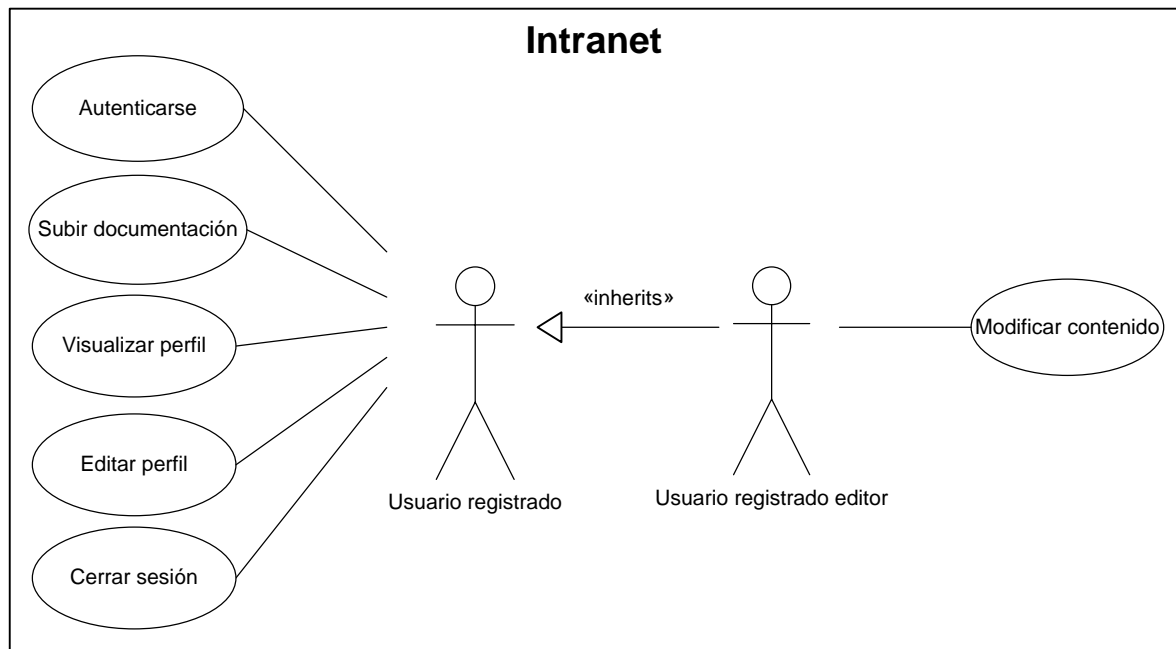 Intranet
Autenticarse
Subir documentación
Visualizar perfil
Editar perfil
Cerrar sesión
«inherits»
Usuario registrado
Usuario registrado editor
Modificar contenido